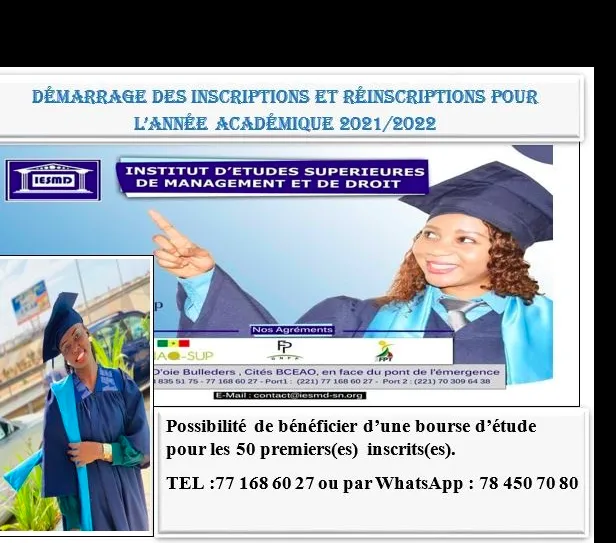 DÉMARRAGE DES INSCRIPTIONS ET RÉINSCRIPTIONS POUR
L'ANNÉE ACADÉMIQUE 2021/2022
IESMD
INSTITUT D'ETUDES SUPERIEURES
DE MANAGEMENT ET DE DROIT
Nos Agréments
AQ-SUP
FPT
D'oie Bulleders , Cités BCEAO, en face du pont de l'émergence
835 51 75 - 77 168 60 27 - Port1 : (221) 77 168 60 27 - Port 2 : (221) 70 309 64 38
E-Mail : contact@iesmd-sn.org
Possibilité de bénéficier d'une bourse d'étude
pour les 50 premiers(es) inscrits(es).
TEL :77 168 60 27 ou par WhatsApp : 78 450 70 80